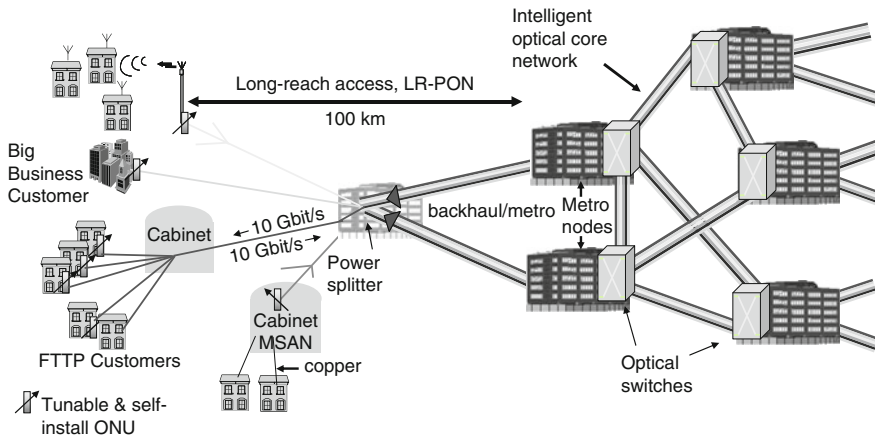 Intelligent
optical core
network
Long-reach access, LR-PON
100 km
Big
Business
Customer
Cabinet
10 Gbit/s
10 Gbit/s
backhaul/metro
Metro
nodes
Power
splitter
Cabinet
MSAN
FTTP Customers
copper
Optical
switches
Tunable & self-
install ONU